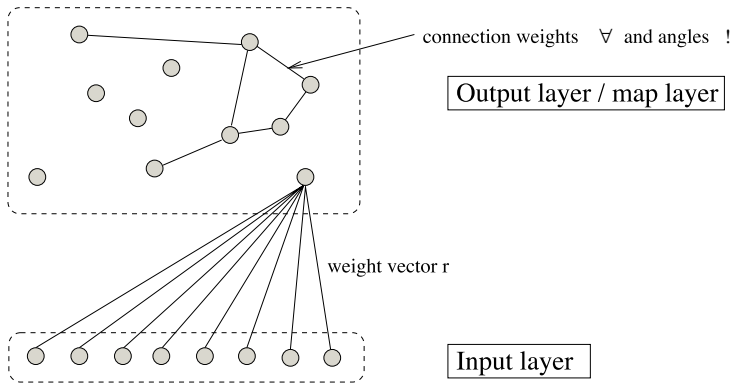 connection weights ∀ and angles !
Output layer / map layer
weight vector r
Input layer